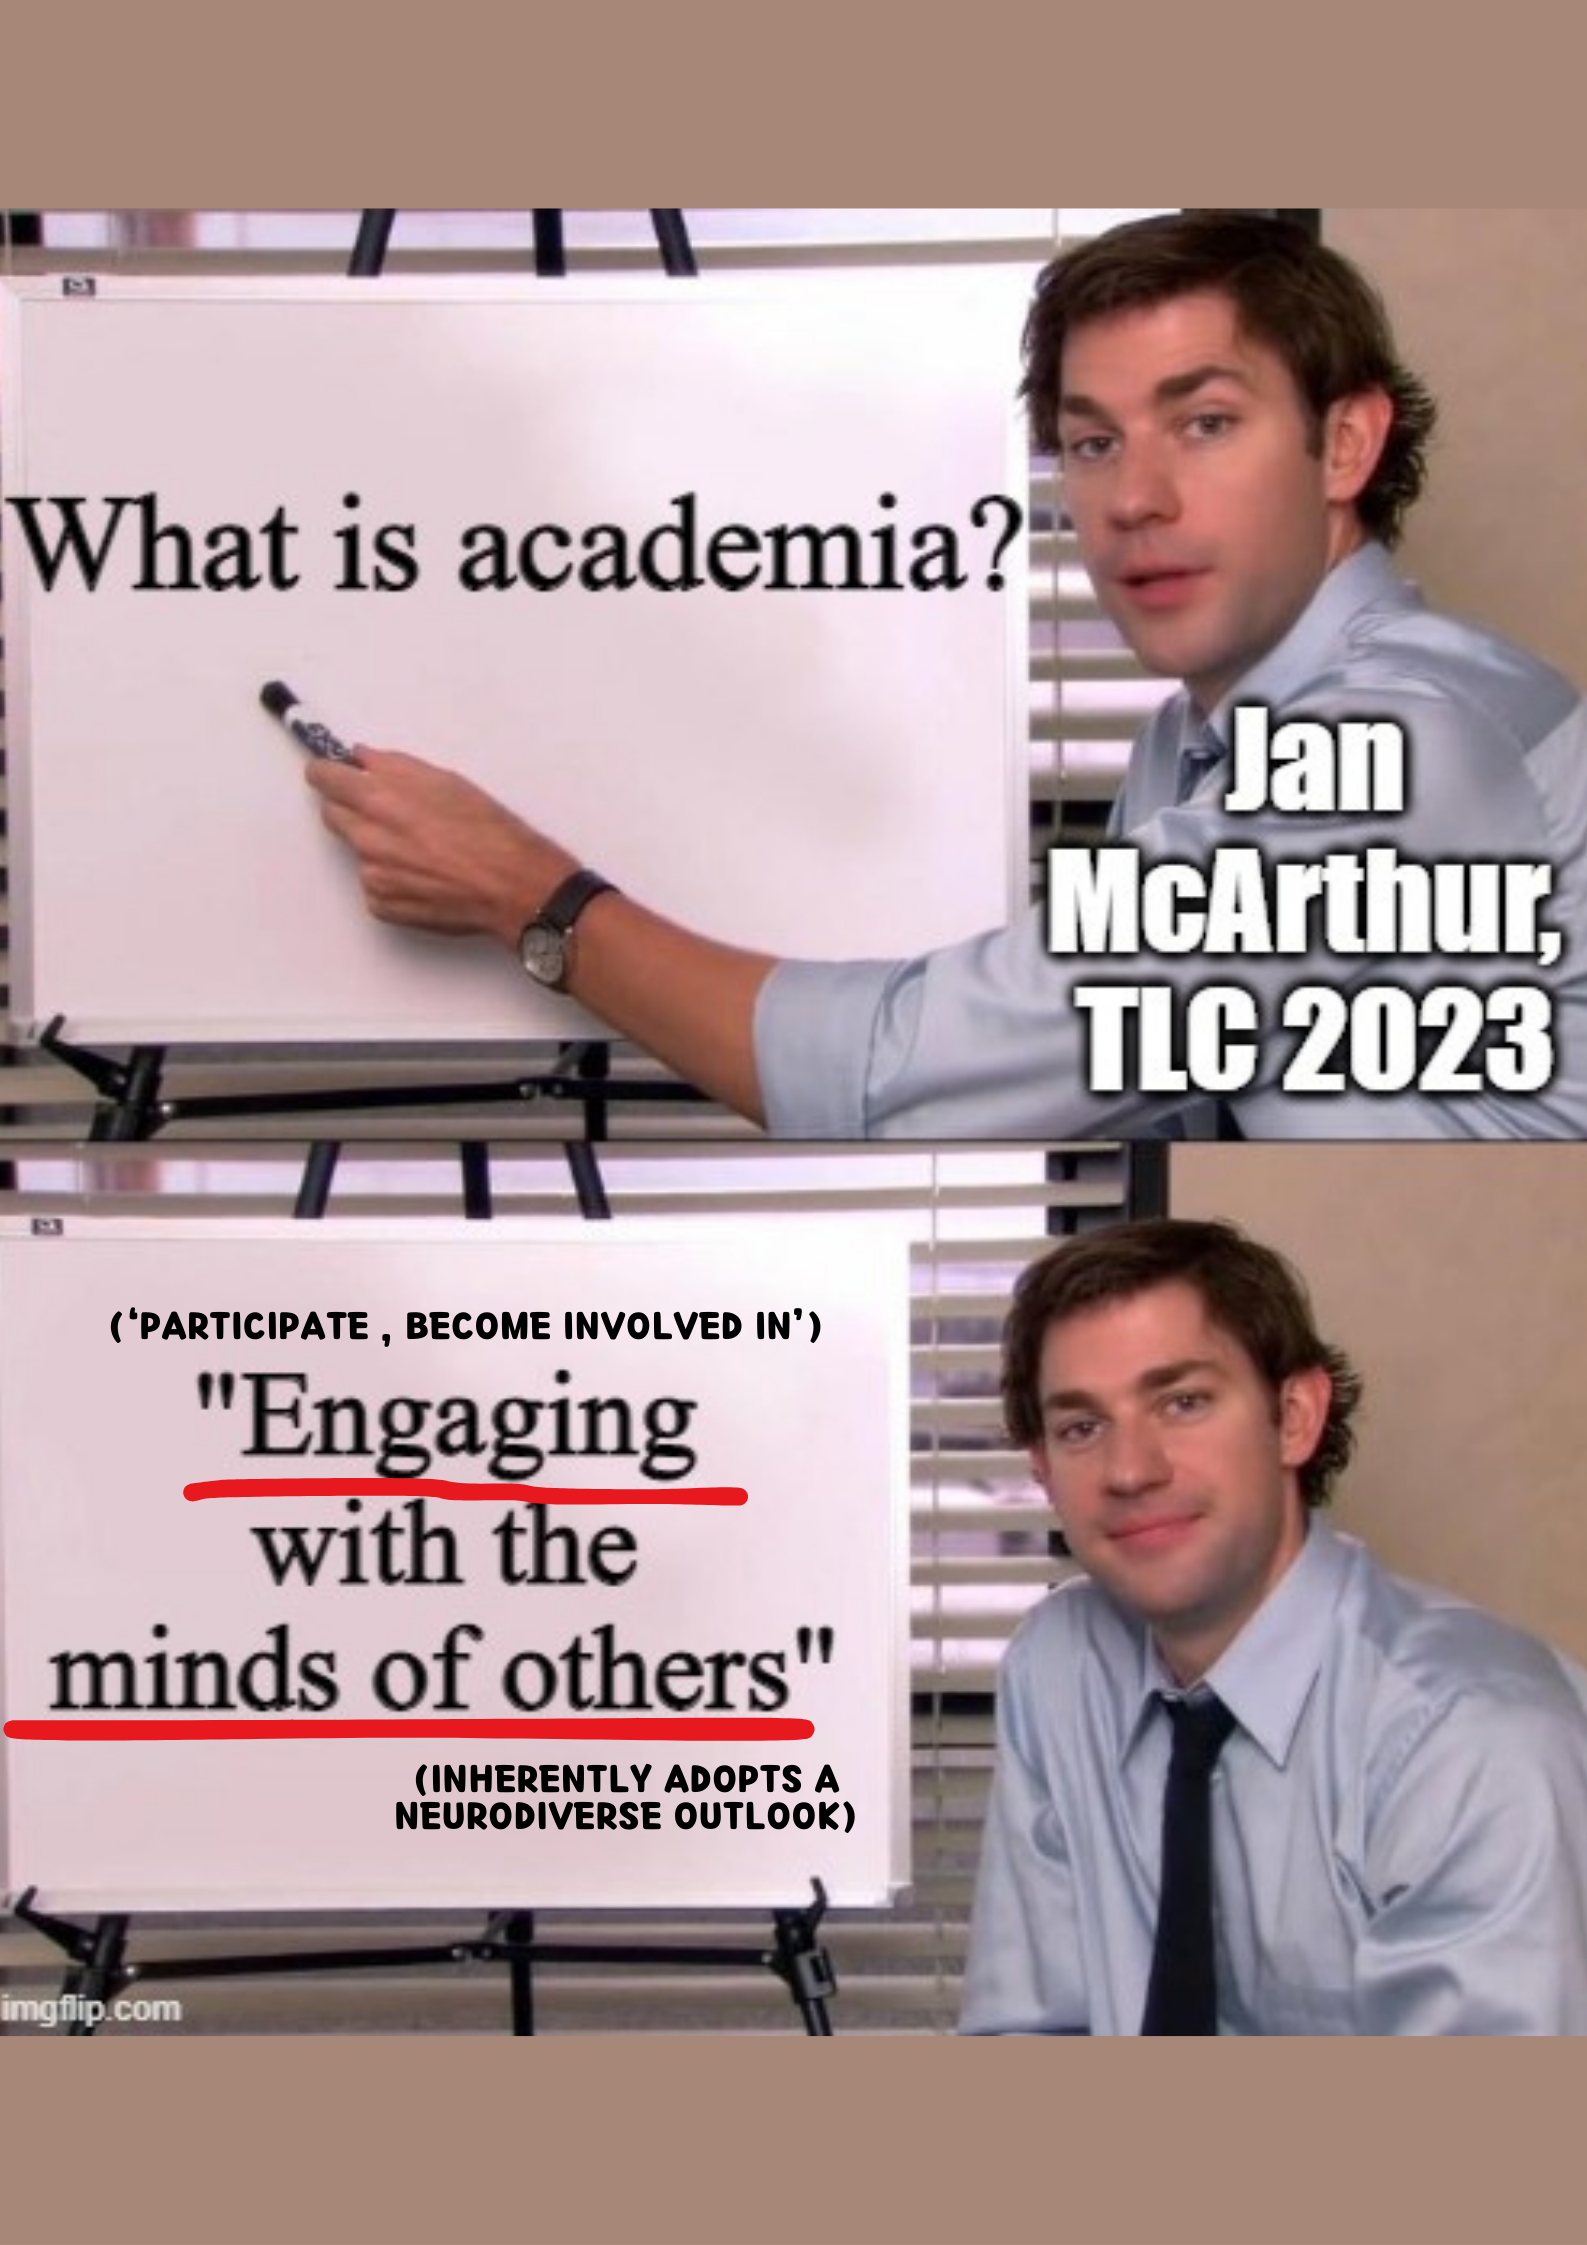 What is academia?
Jan
McArthur,
TLC 2023
(‘PARTICIPATE , BECOME INVOLVED IN’)
"Engaging
with the
minds of others"
(INHERENTLY ADOPTS A
NEURODIVERSE OUTLOOK)
imgflip.com